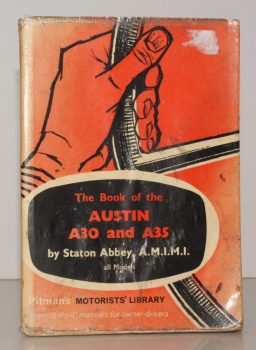 The Book of the
AUSTIN
A30 and A35
by Staton Abbey, A.M.I.M.I.
all Models
Pitman's MOTORISTS' LIBRARY
"how-to-do-it" manuals for owner-drivers